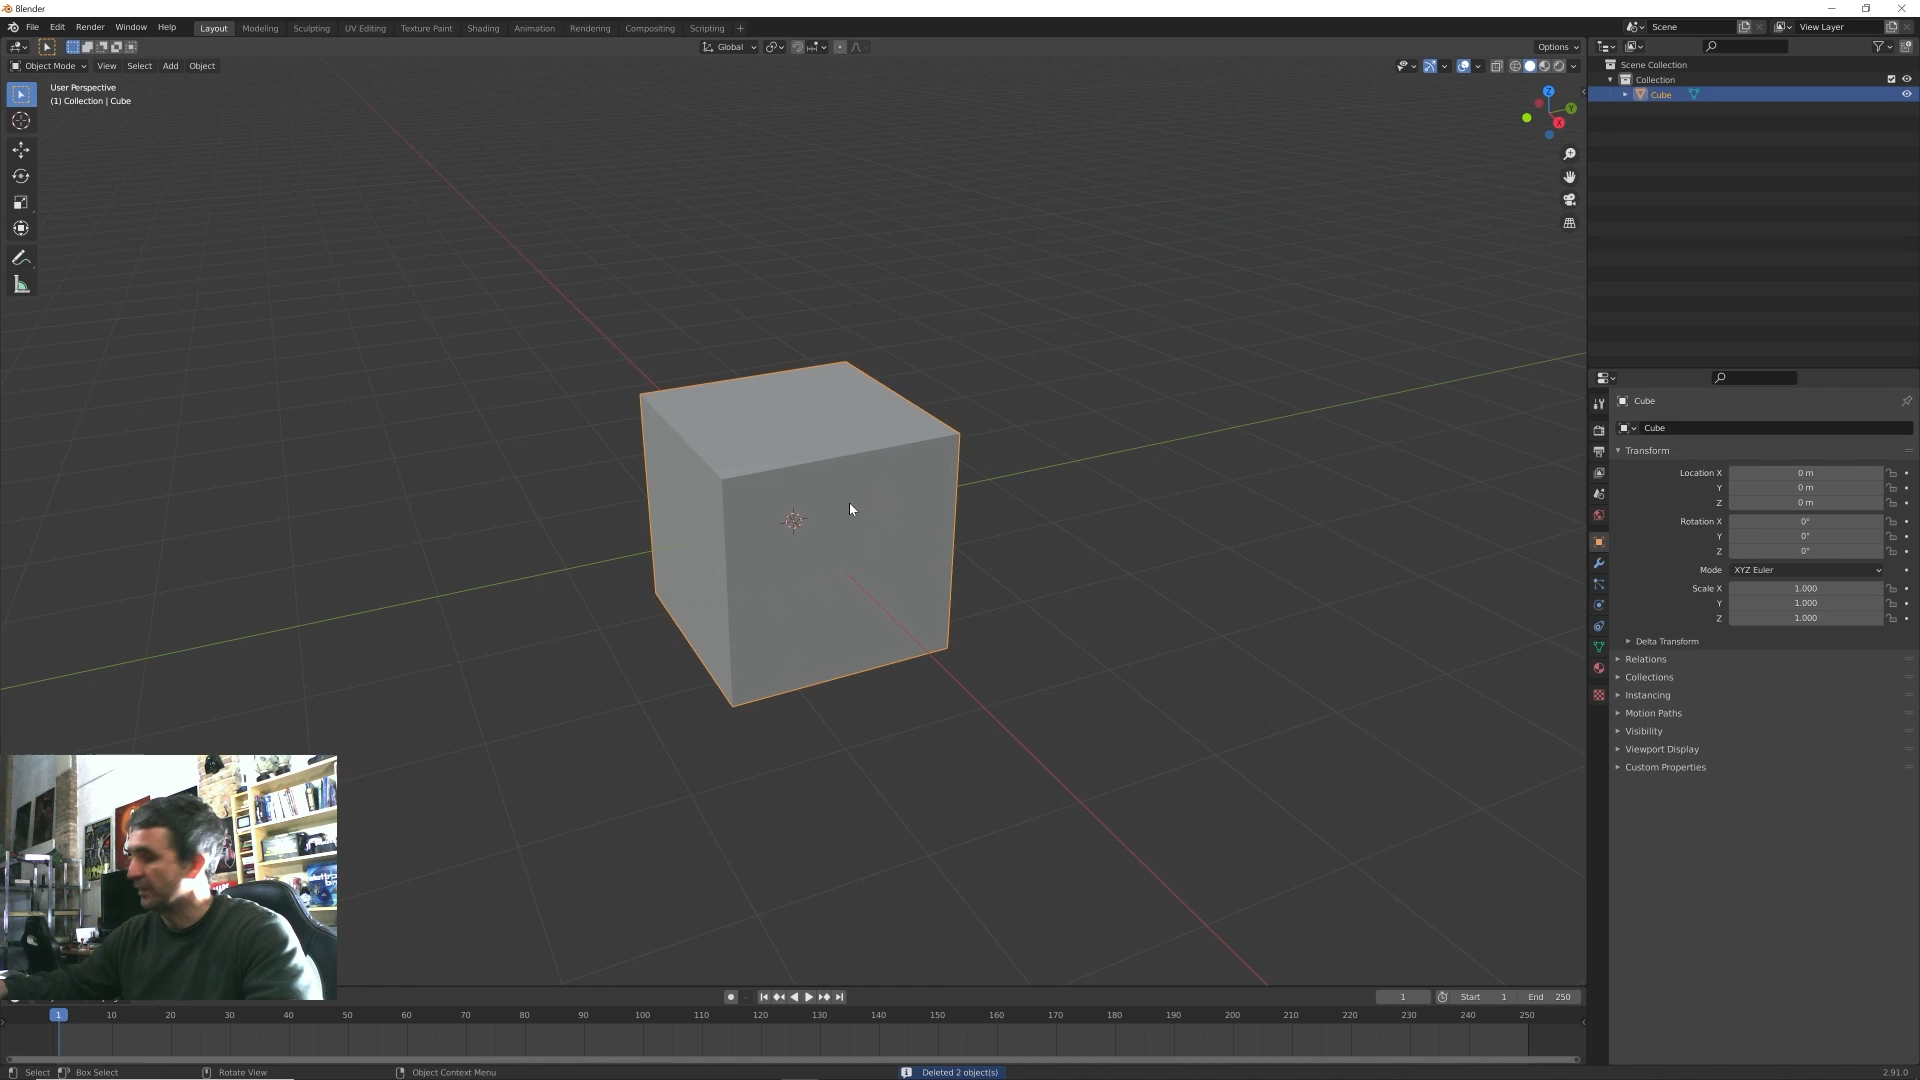 Blender
File Edit Render Window Help Layout Modeling Sculpting UV Editing Texture Paint Shading Animation Rendering Compositing Scripting + Scene View Layer
Global Options
Object Mode View Select Add Object
User Perspective
(1) Collection | Cube
Z
Y
X
Scene Collection
Collection
Cube
Cube
Cube
Transform
Location X 0 m
Y 0 m
Z 0 m
Rotation X 0°
Y 0°
Z 0°
Mode XYZ Euler
Scale X 1.000
Y 1.000
Z 1.000
Delta Transform
Relations
Collections
Instancing
Motion Paths
Visibility
Viewport Display
Custom Properties
1 Start 1 End 250
1 10 20 30 40 50 60 70 80 90 100 110 120 130 140 150 160 170 180 190 200 210 220 230 240 250
Select Box Select Rotate View Object Context Menu Deleted 2 object(s) 2.91.0